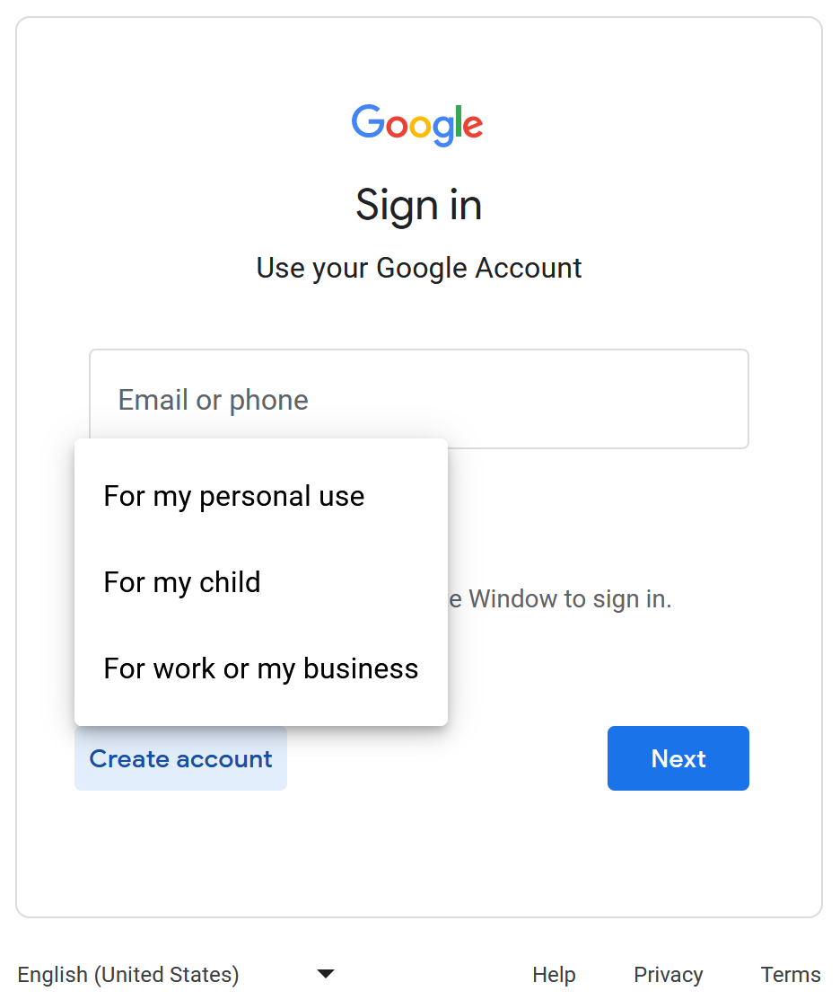 Google
Sign in
Use your Google Account
Email or phone
For my personal use
For my child
e Window to sign in.
For work or my business
Create account
Next
English (United States)
Help
Privacy
Terms